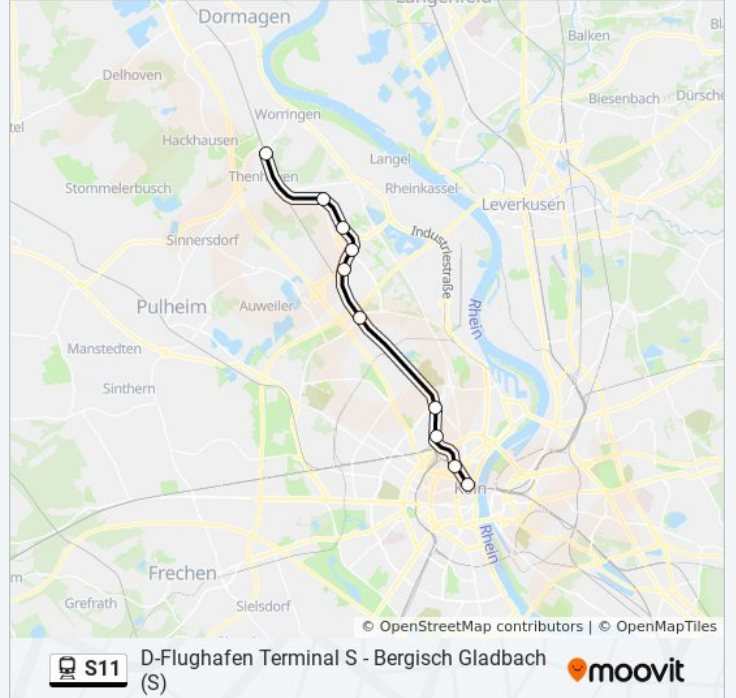 Langenfeld
Dormagen
Balken
Bl
Delhoven
Biesenbach
Dürsche
Worringen
tel
Hackhausen
Langel
Thenhoven
Stommelerbusch
Rheinkassel
Leverkusen
Sinnersdorf
Industriestraße
Pulheim
Auweiler
Rhein
Manstedten
Sinthern
Köln
Rhein
Frechen
m
Grefrath
Sielsdorf
© OpenStreetMap contributors | © OpenMapTiles
S11
D-Flughafen Terminal S - Bergisch Gladbach
(S)
moovit